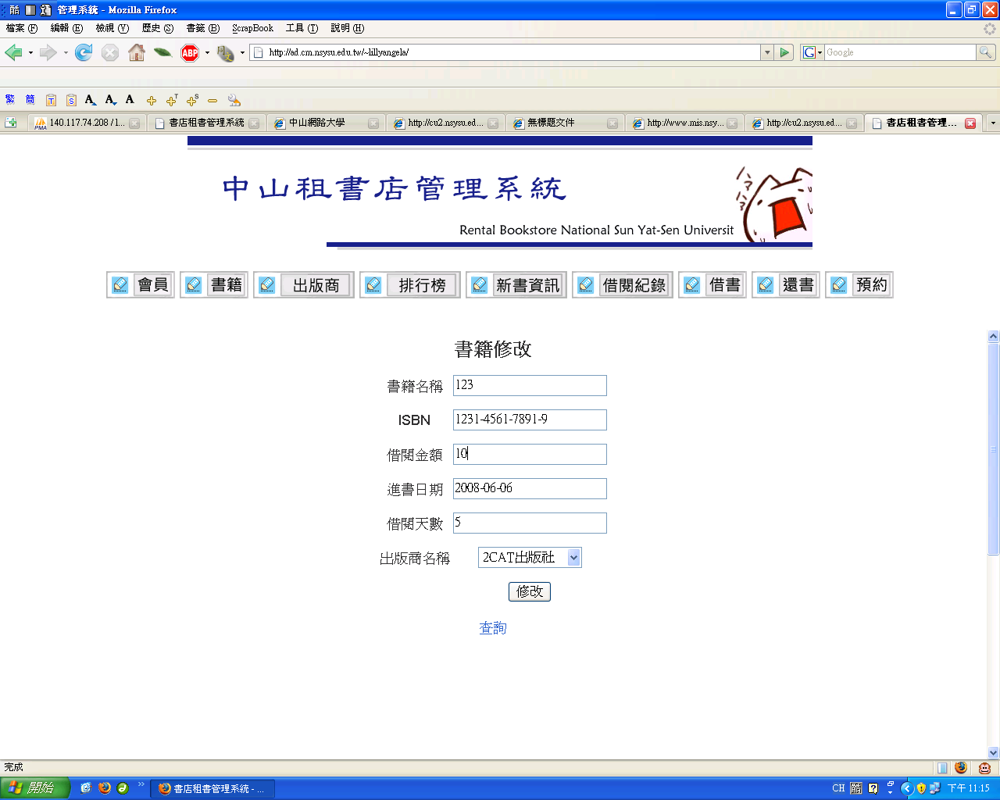 酷 管理系統 - Mozilla Firefox
檔案 (F) 編輯 (E) 檢視 (V) 歷史 (S) 書籤 (B) ScrapBook 工具 (T) 說明 (H)
ABP http://ad.cm.nsysu.edu.tw/~lillyangela/ G Google
繁 簡 T S A A A T S
PMA 140.117.74.208 / l... 書店租書管理系統 中山網路大學 http://cu2.nsysu.ed... 無標題文件 http://www.mis.nsy... http://cu2.nsysu.ed... 書店租書管理...
中山租書店管理系統
Rental Bookstore National Sun Yat-Sen Universit
會員 書籍 出版商 排行榜 新書資訊 借閱紀錄 借書 還書 預約
書籍修改
書籍名稱 123
ISBN 1231-4561-7891-9
借閱金額 10
進書日期 2008-06-06
借閱天數 5
出版商名稱 2CAT出版社
修改
查詢
完成
開始 書店租書管理系統 - ... CH 酷 下午 11:15